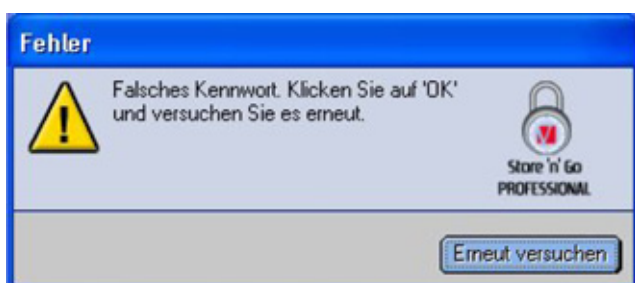 Fehler
Falsches Kennwort. Klicken Sie auf 'OK'
und versuchen Sie es erneut.
Store 'n' Go
PROFESSIONAL
Erneut versuchen